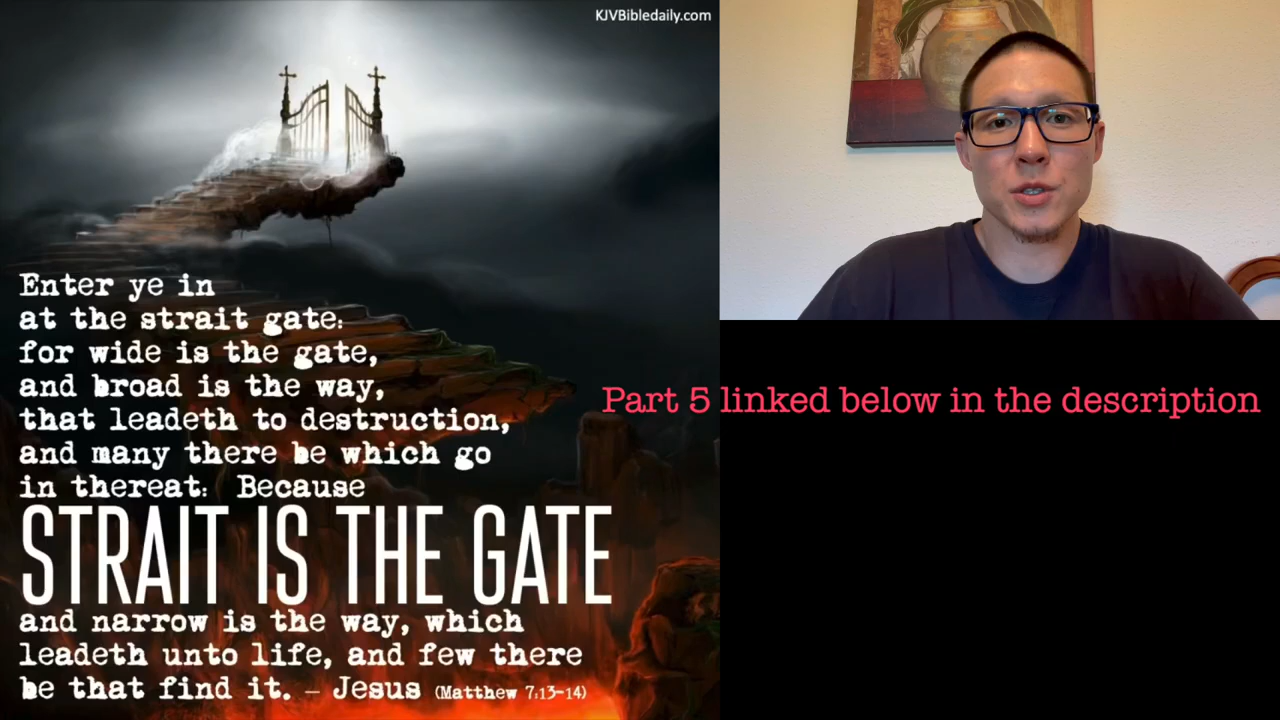 KJVBibledaily.com
Enter ye in
at the strait gate:
for wide is the gate,
and broad is the way,
that leadeth to destruction,
and many there be which go
in thereat: Because
STRAIT IS THE GATE
and narrow is the way, which
leadeth unto life, and few there
be that find it. – Jesus (Matthew 7:13-14)
Part 5 linked below in the description